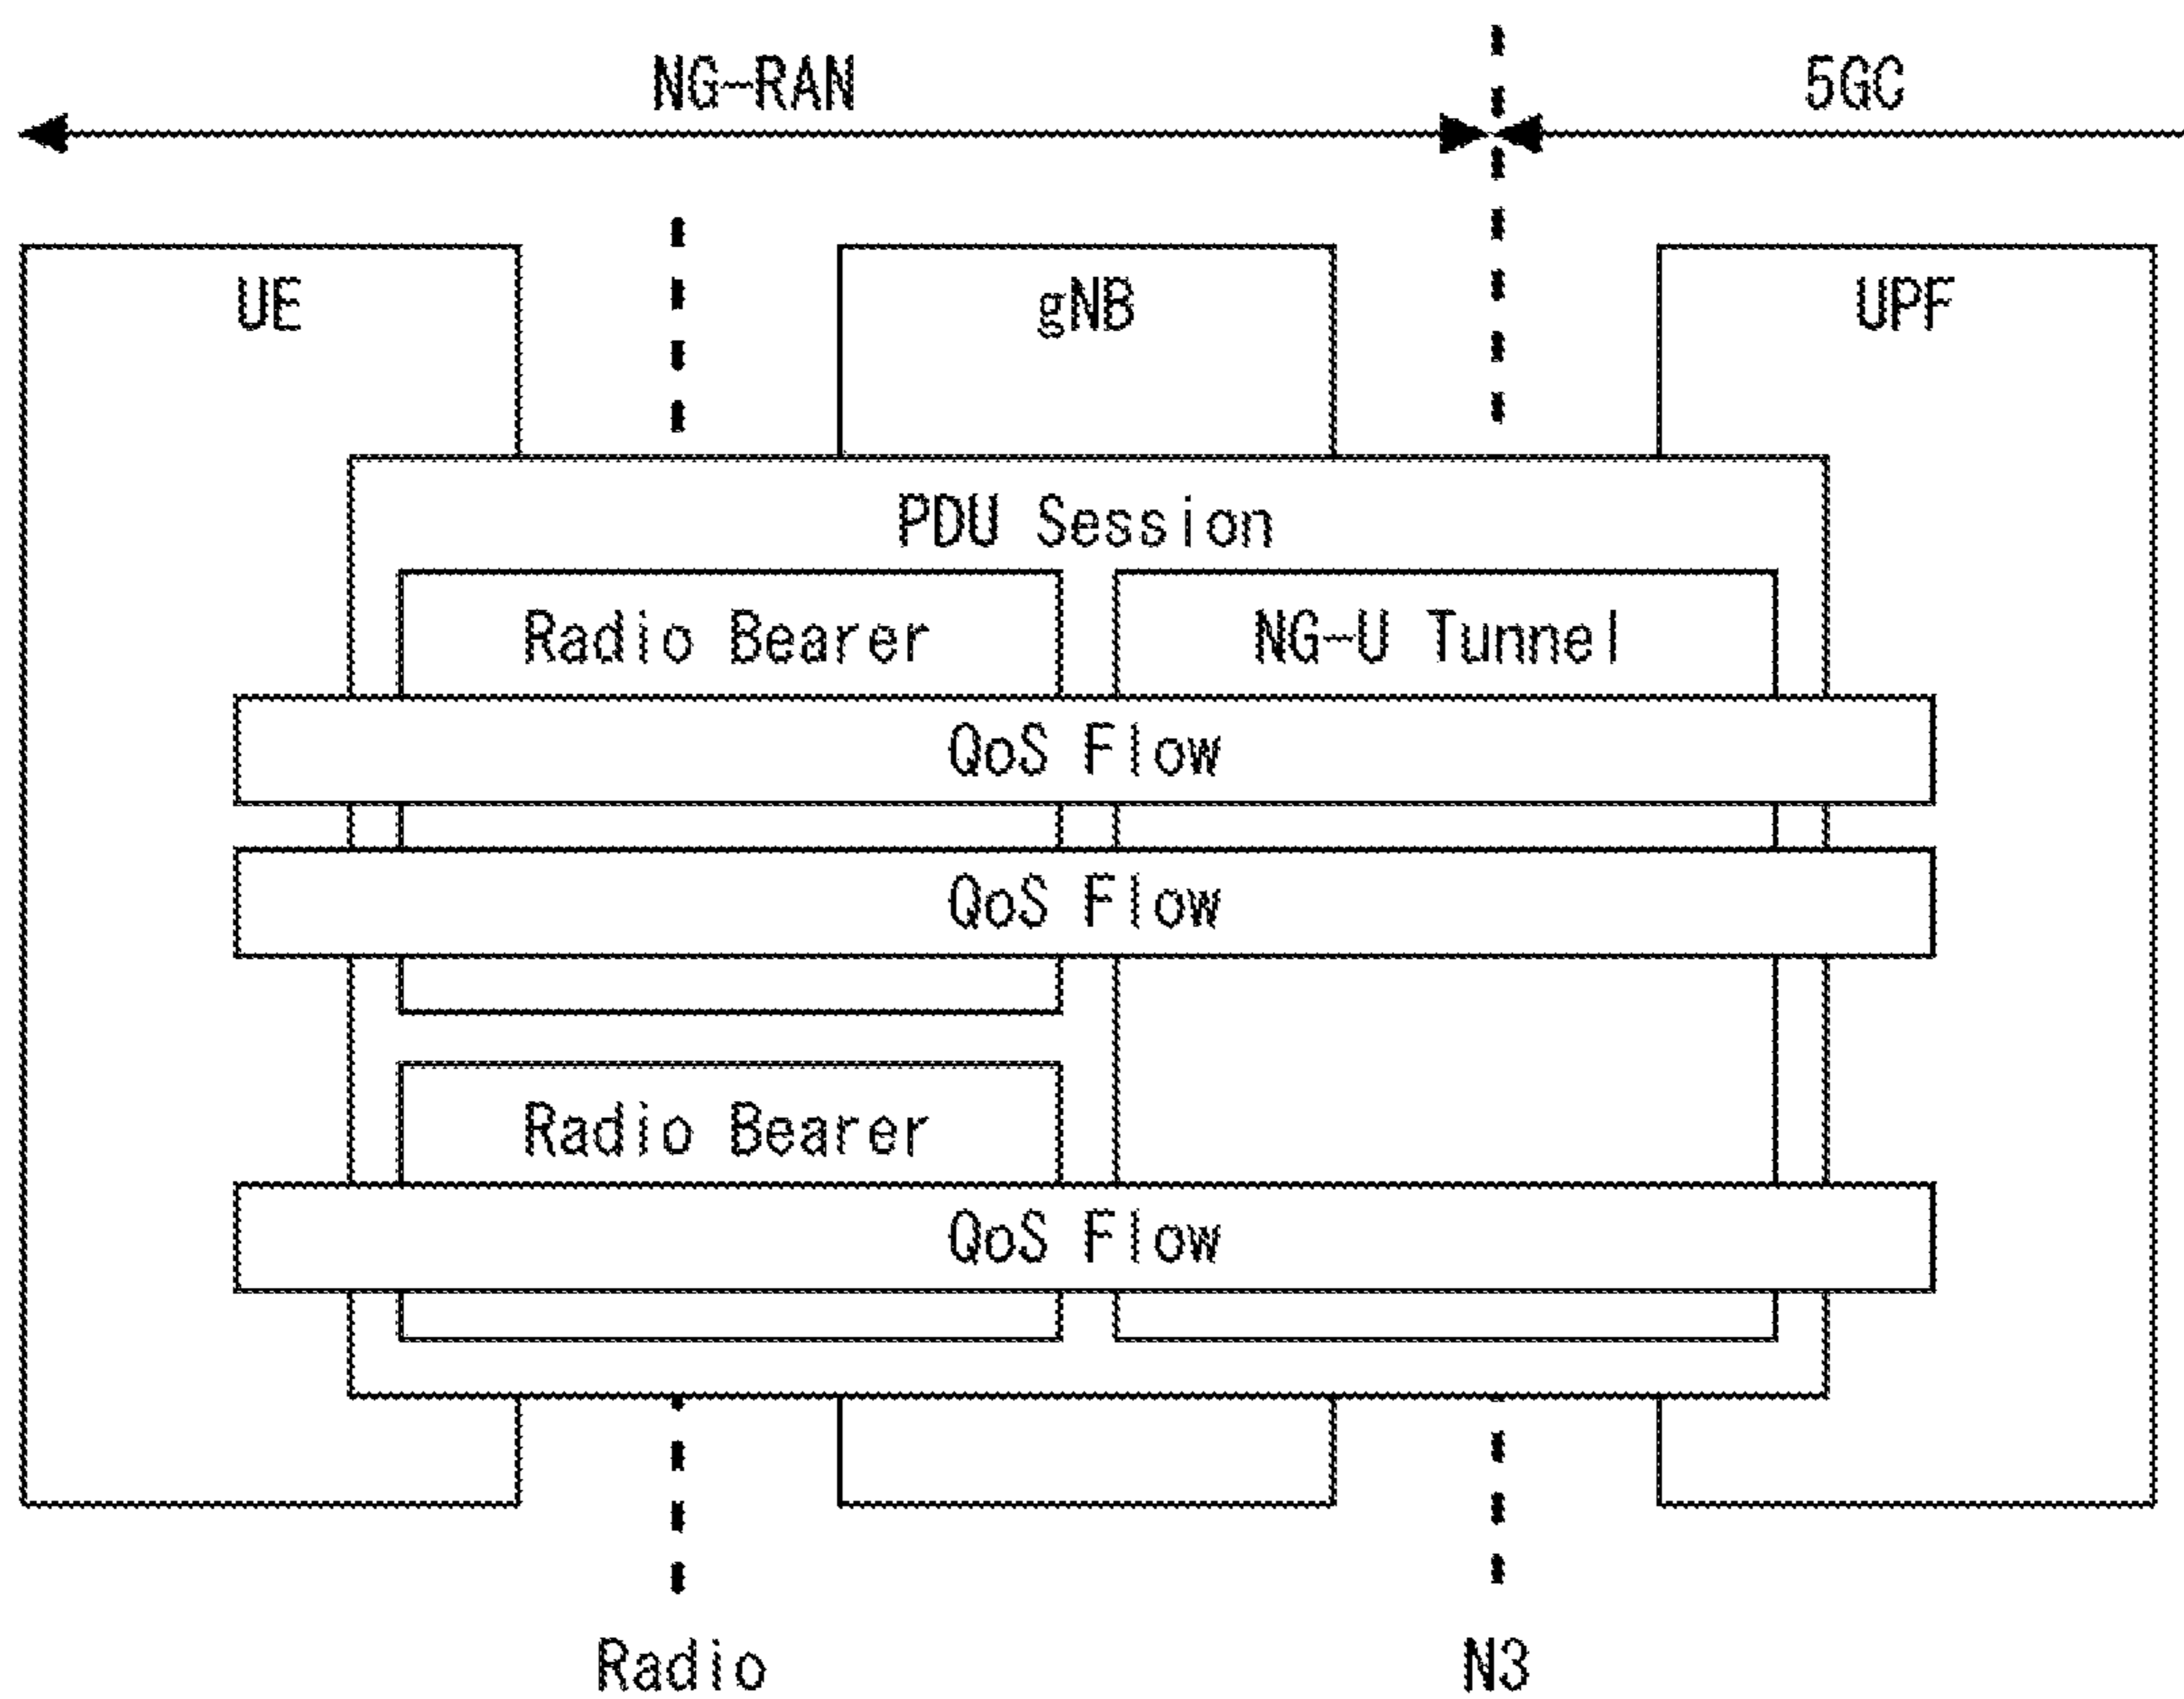 NG-RAN
5GC
UE
gNB
UPF
PDU Session
Radio Bearer
NG-U Tunnel
QoS Flow
QoS Flow
Radio Bearer
QoS Flow
Radio
N3